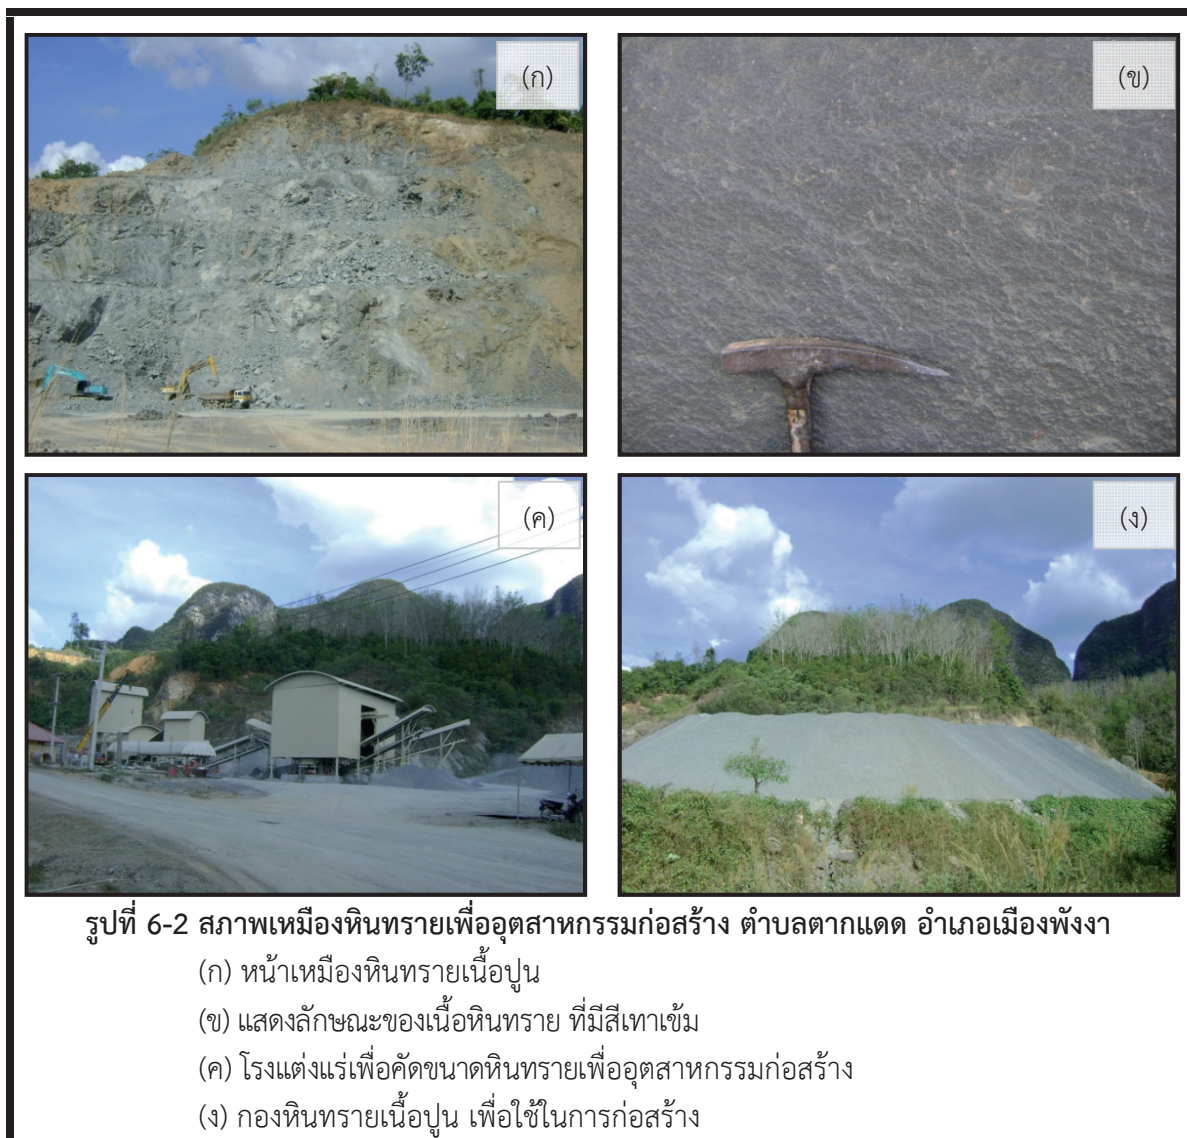 (ก)
(ข)
(ค)
(ง)
รูปที่ 6-2 สภาพเหมืองหินทรายเพื่ออุตสาหกรรมก่อสร้าง ตำบลตากแดด อำเภอเมืองพังงา
(ก) หน้าเหมืองหินทรายเนื้อปูน
(ข) แสดงลักษณะของเนื้อหินทราย ที่มีสีเทาเข้ม
(ค) โรงแต่งแร่เพื่อคัดขนาดหินทรายเพื่ออุตสาหกรรมก่อสร้าง
(ง) กองหินทรายเนื้อปูน เพื่อใช้ในการก่อสร้าง